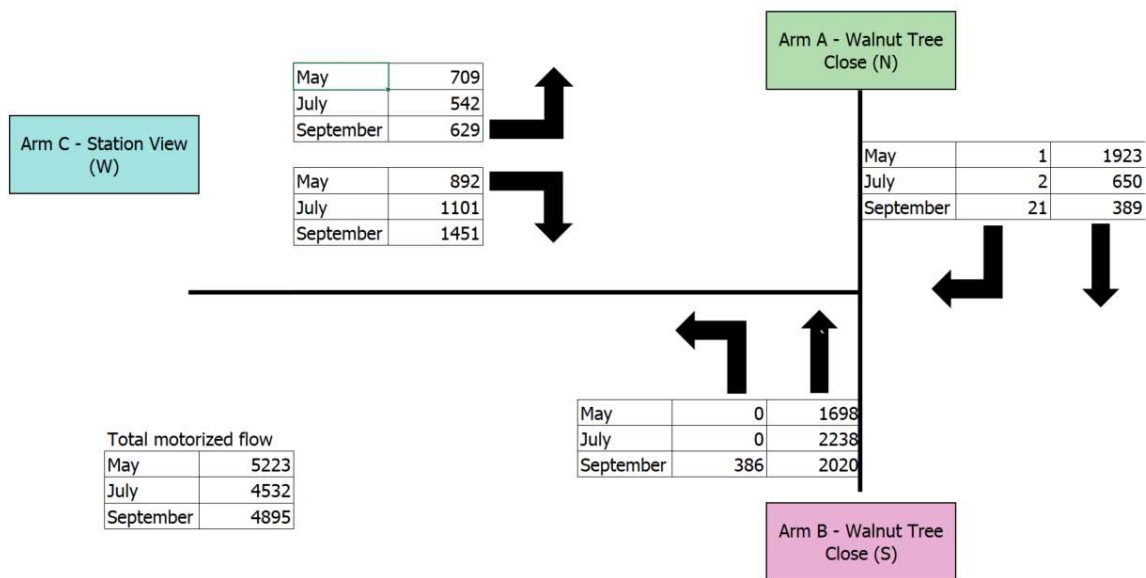 Arm A - Walnut Tree
Close (N)
May 709
July 542
September 629
Arm C - Station View
(W)
May 1 1923
July 2 650
September 21 389
May 892
July 1101
September 1451
May 0 1698
July 0 2238
September 386 2020
Total motorized flow
May 5223
July 4532
September 4895
Arm B - Walnut Tree
Close (S)